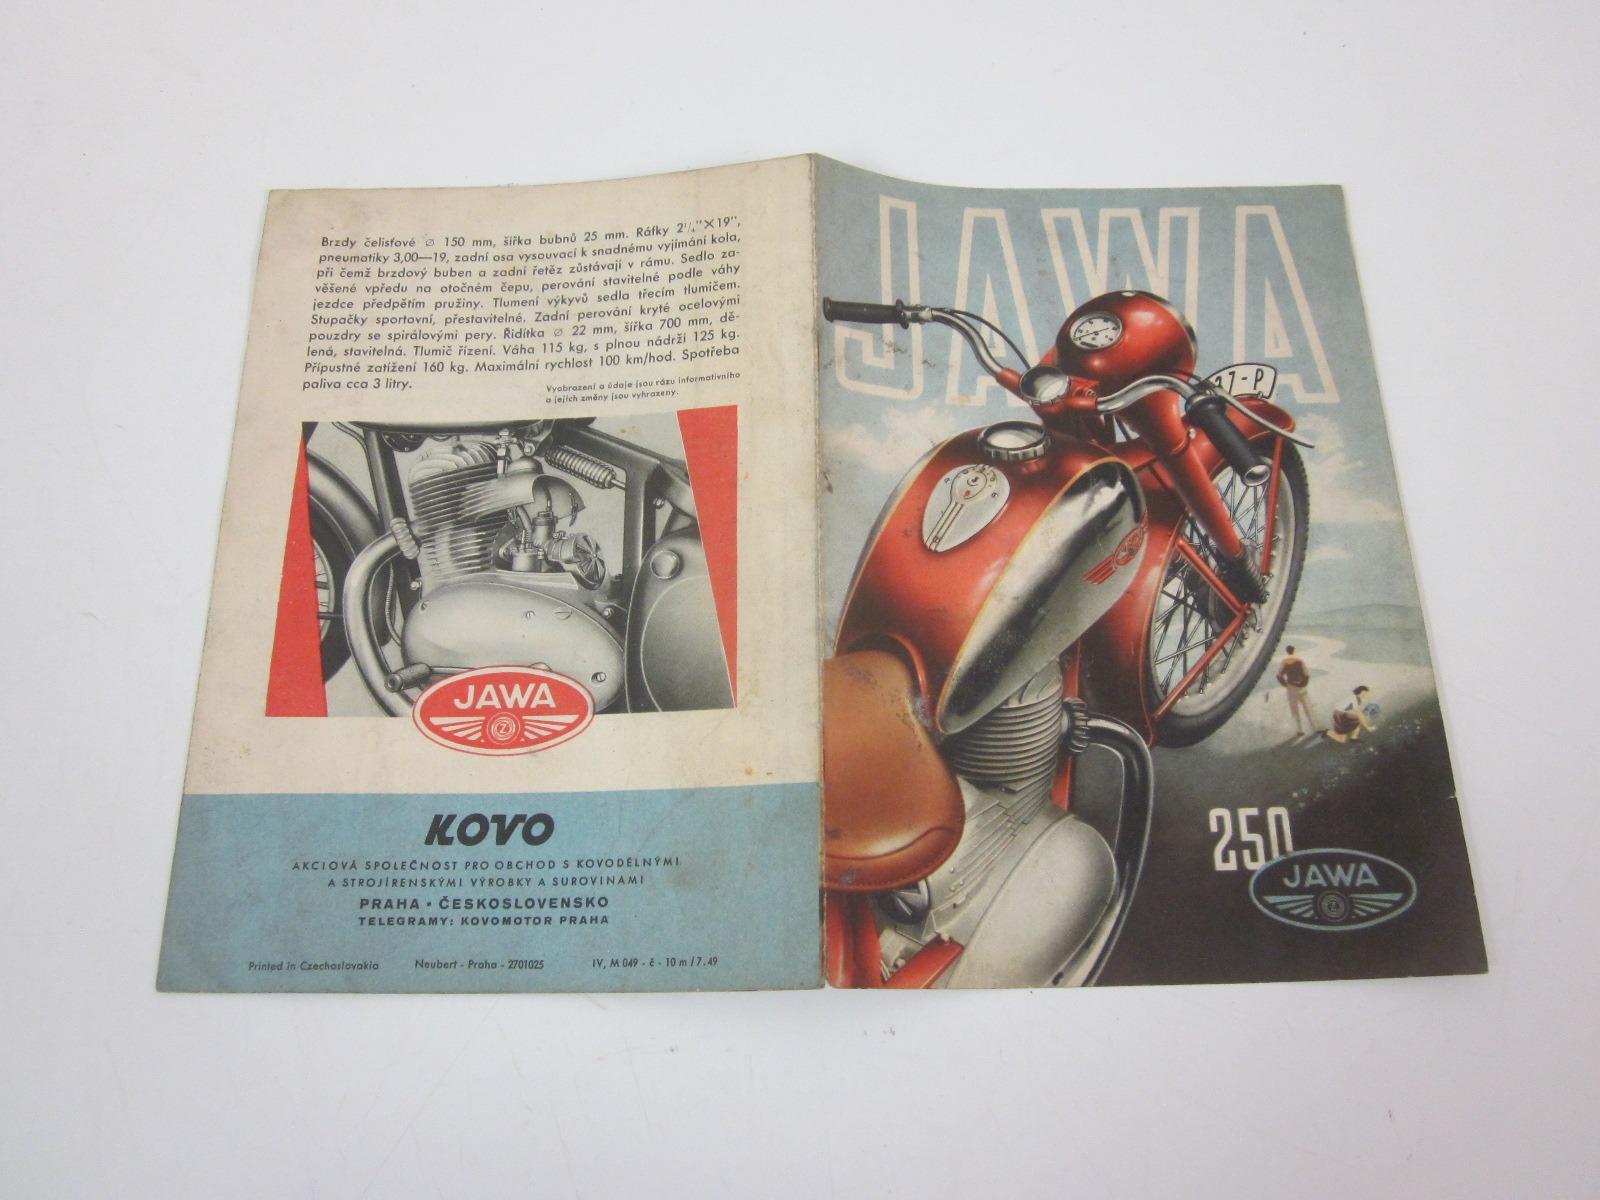 Brzdy čelisťové ⌀ 150 mm, šířka bubnů 25 mm. Ráfky 2¼"×19",
pneumatiky 3,00—19, zadní osa vysouvací k snadnému vyjímání kola,
při čemž brzdový buben a zadní řetěz zůstávají v rámu. Sedlo za-
věšené vpředu na otočném čepu, perování stavitelné podle váhy
jezdce předpětím pružiny. Tlumení výkyvů sedla třecím tlumičem.
Stupačky sportovní, přestavitelné. Zadní perování kryté ocelovými
pouzdry se spirálovými pery. Řidítka ⌀ 22 mm, šířka 700 mm, dě-
lená, stavitelná. Tlumič řízení. Váha 115 kg, s plnou nádrží 125 kg.
Přípustné zatížení 160 kg. Maximální rychlost 100 km/hod. Spotřeba
paliva cca 3 litry.
Vyobrazení a údaje jsou rázu informativního
a jejich změny jsou vyhrazeny.
JAWA
Z
KOVO
AKCIOVÁ SPOLEČNOST PRO OBCHOD S KOVODĚLNÝMI
A STROJÍRENSKÝMI VÝROBKY A SUROVINAMI
PRAHA • ČESKOSLOVENSKO
TELEGRAMY: KOVOMOTOR PRAHA
Printed in Czechoslovakia Neubert - Praha - 2701025 IV, M 049 - č - 10 m/7.49
JAWA
37-P
250
JAWA
Z